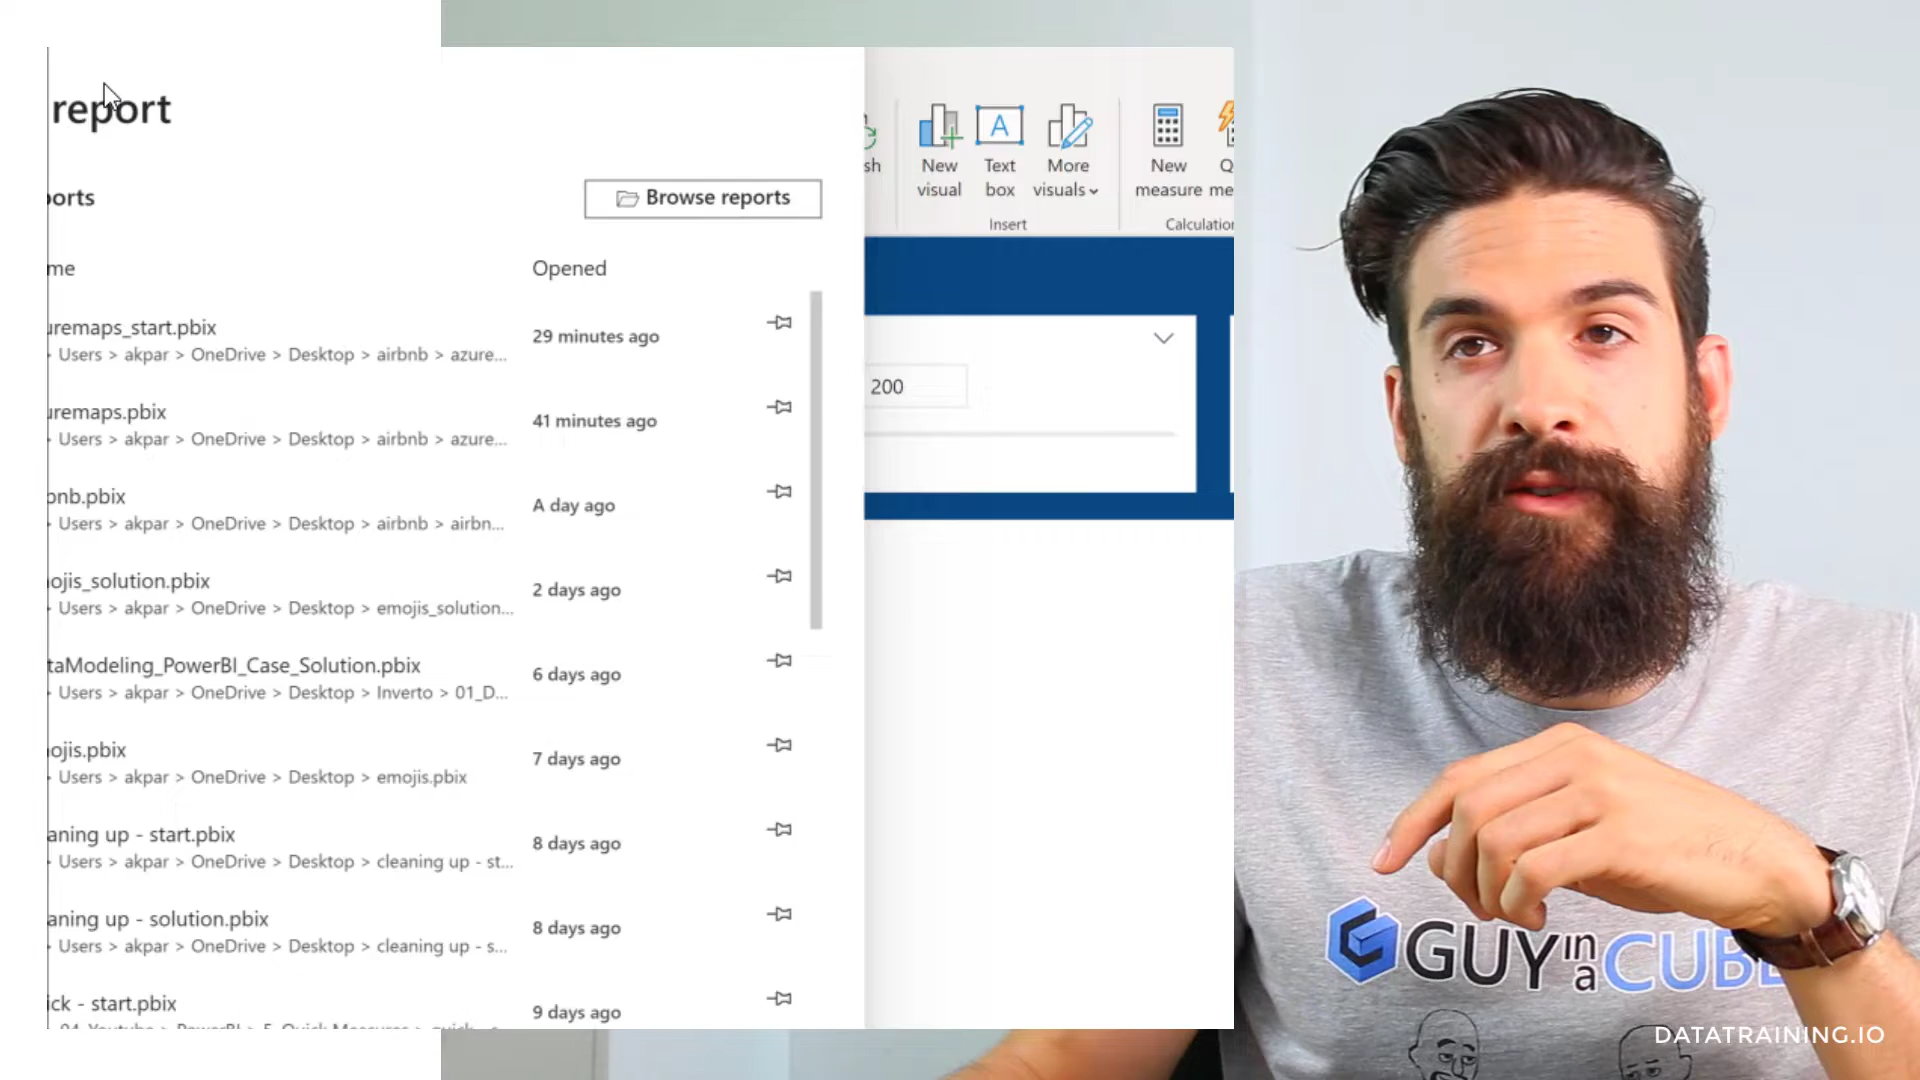 report
ports
Browse reports
me
Opened
uremaps_start.pbix
29 minutes ago
Users > akpar > OneDrive > Desktop > airbnb > azure...
uremaps.pbix
41 minutes ago
Users > akpar > OneDrive > Desktop > airbnb > azure...
bnb.pbix
A day ago
Users > akpar > OneDrive > Desktop > airbnb > airbn...
ojis_solution.pbix
2 days ago
Users > akpar > OneDrive > Desktop > emojis_solution...
taModeling_PowerBI_Case_Solution.pbix
6 days ago
Users > akpar > OneDrive > Desktop > Inverto > 01_D...
ojis.pbix
7 days ago
Users > akpar > OneDrive > Desktop > emojis.pbix
aning up - start.pbix
8 days ago
Users > akpar > OneDrive > Desktop > cleaning up - st...
aning up - solution.pbix
8 days ago
Users > akpar > OneDrive > Desktop > cleaning up - s...
ick - start.pbix
9 days ago
sh
New
visual
Text
box
More
visuals
Insert
New
measure
Q
me
Calculatio
200
GUY in a CUBE
DATATRAINING.IO